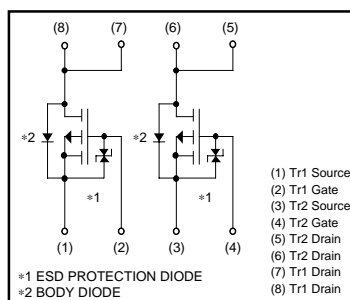 (8) (7) (6) (5)
∗2 ∗2
∗1 ∗1
(1) (2) (3) (4)
∗1 ESD PROTECTION DIODE
∗2 BODY DIODE
(1) Tr1 Source
(2) Tr1 Gate
(3) Tr2 Source
(4) Tr2 Gate
(5) Tr2 Drain
(6) Tr2 Drain
(7) Tr1 Drain
(8) Tr1 Drain